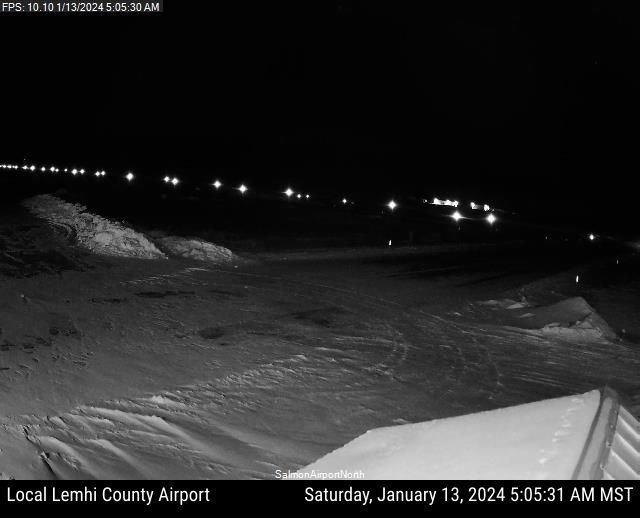 FPS: 10.10 1/13/2024 5:05:30 AM
SalmonAirportNorth
Local Lemhi County Airport Saturday, January 13, 2024 5:05:31 AM MST